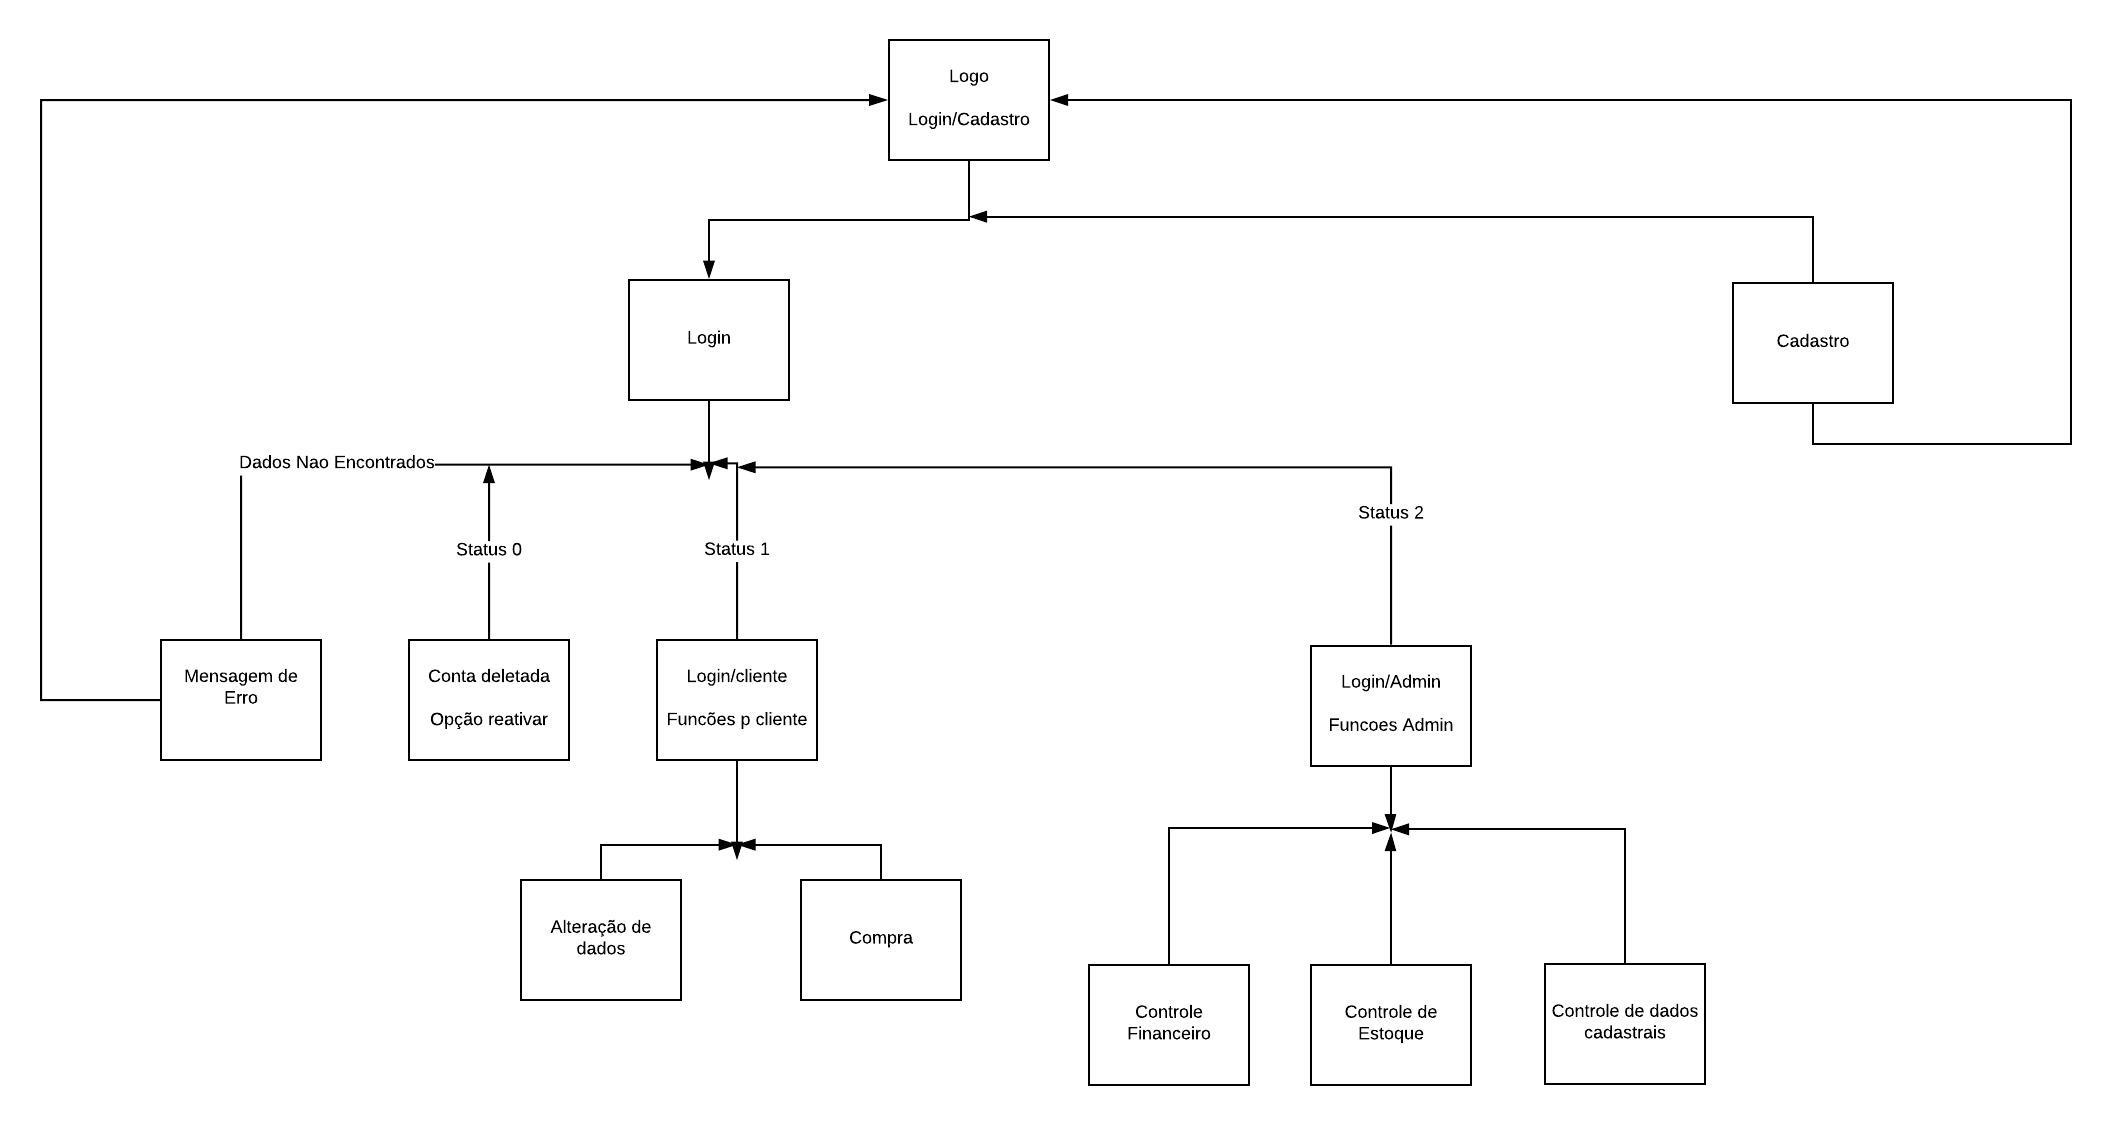 Logo
Login/Cadastro
Login
Cadastro
Dados Nao Encontrados
Status 0
Status 1
Status 2
Mensagem de
Erro
Conta deletada
Opção reativar
Login/cliente
Funcões p cliente
Login/Admin
Funcoes Admin
Alteração de
dados
Compra
Controle
Financeiro
Controle de
Estoque
Controle de dados
cadastrais